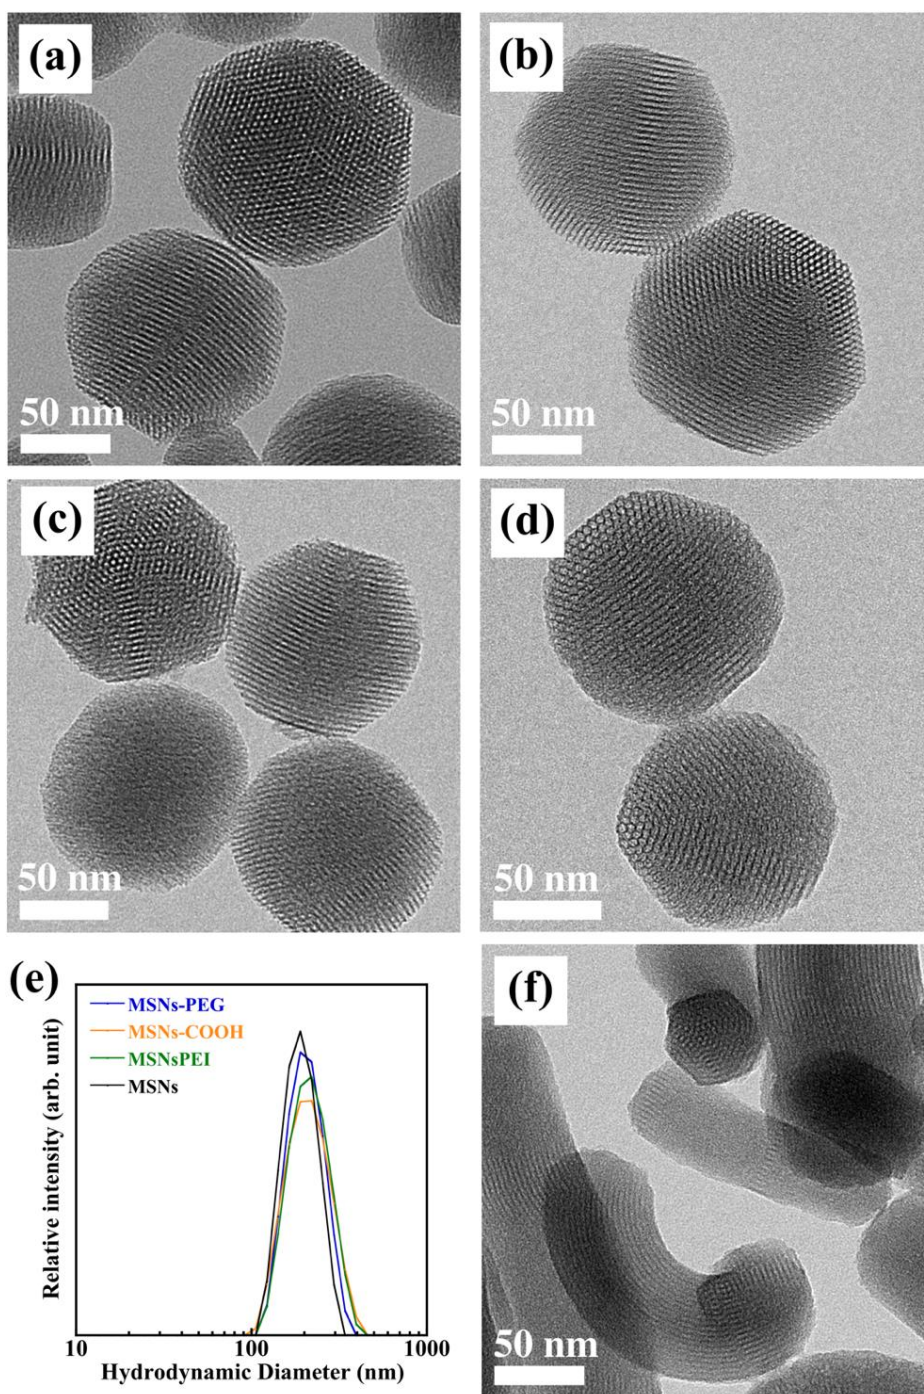 (a)
50 nm
(b)
50 nm
(c)
50 nm
(d)
50 nm
(e)
MSNs-PEG
MSNs-COOH
MSNsPEI
MSNs
Relative intensity (arb. unit)
10
100
1000
Hydrodynamic Diameter (nm)
(f)
50 nm